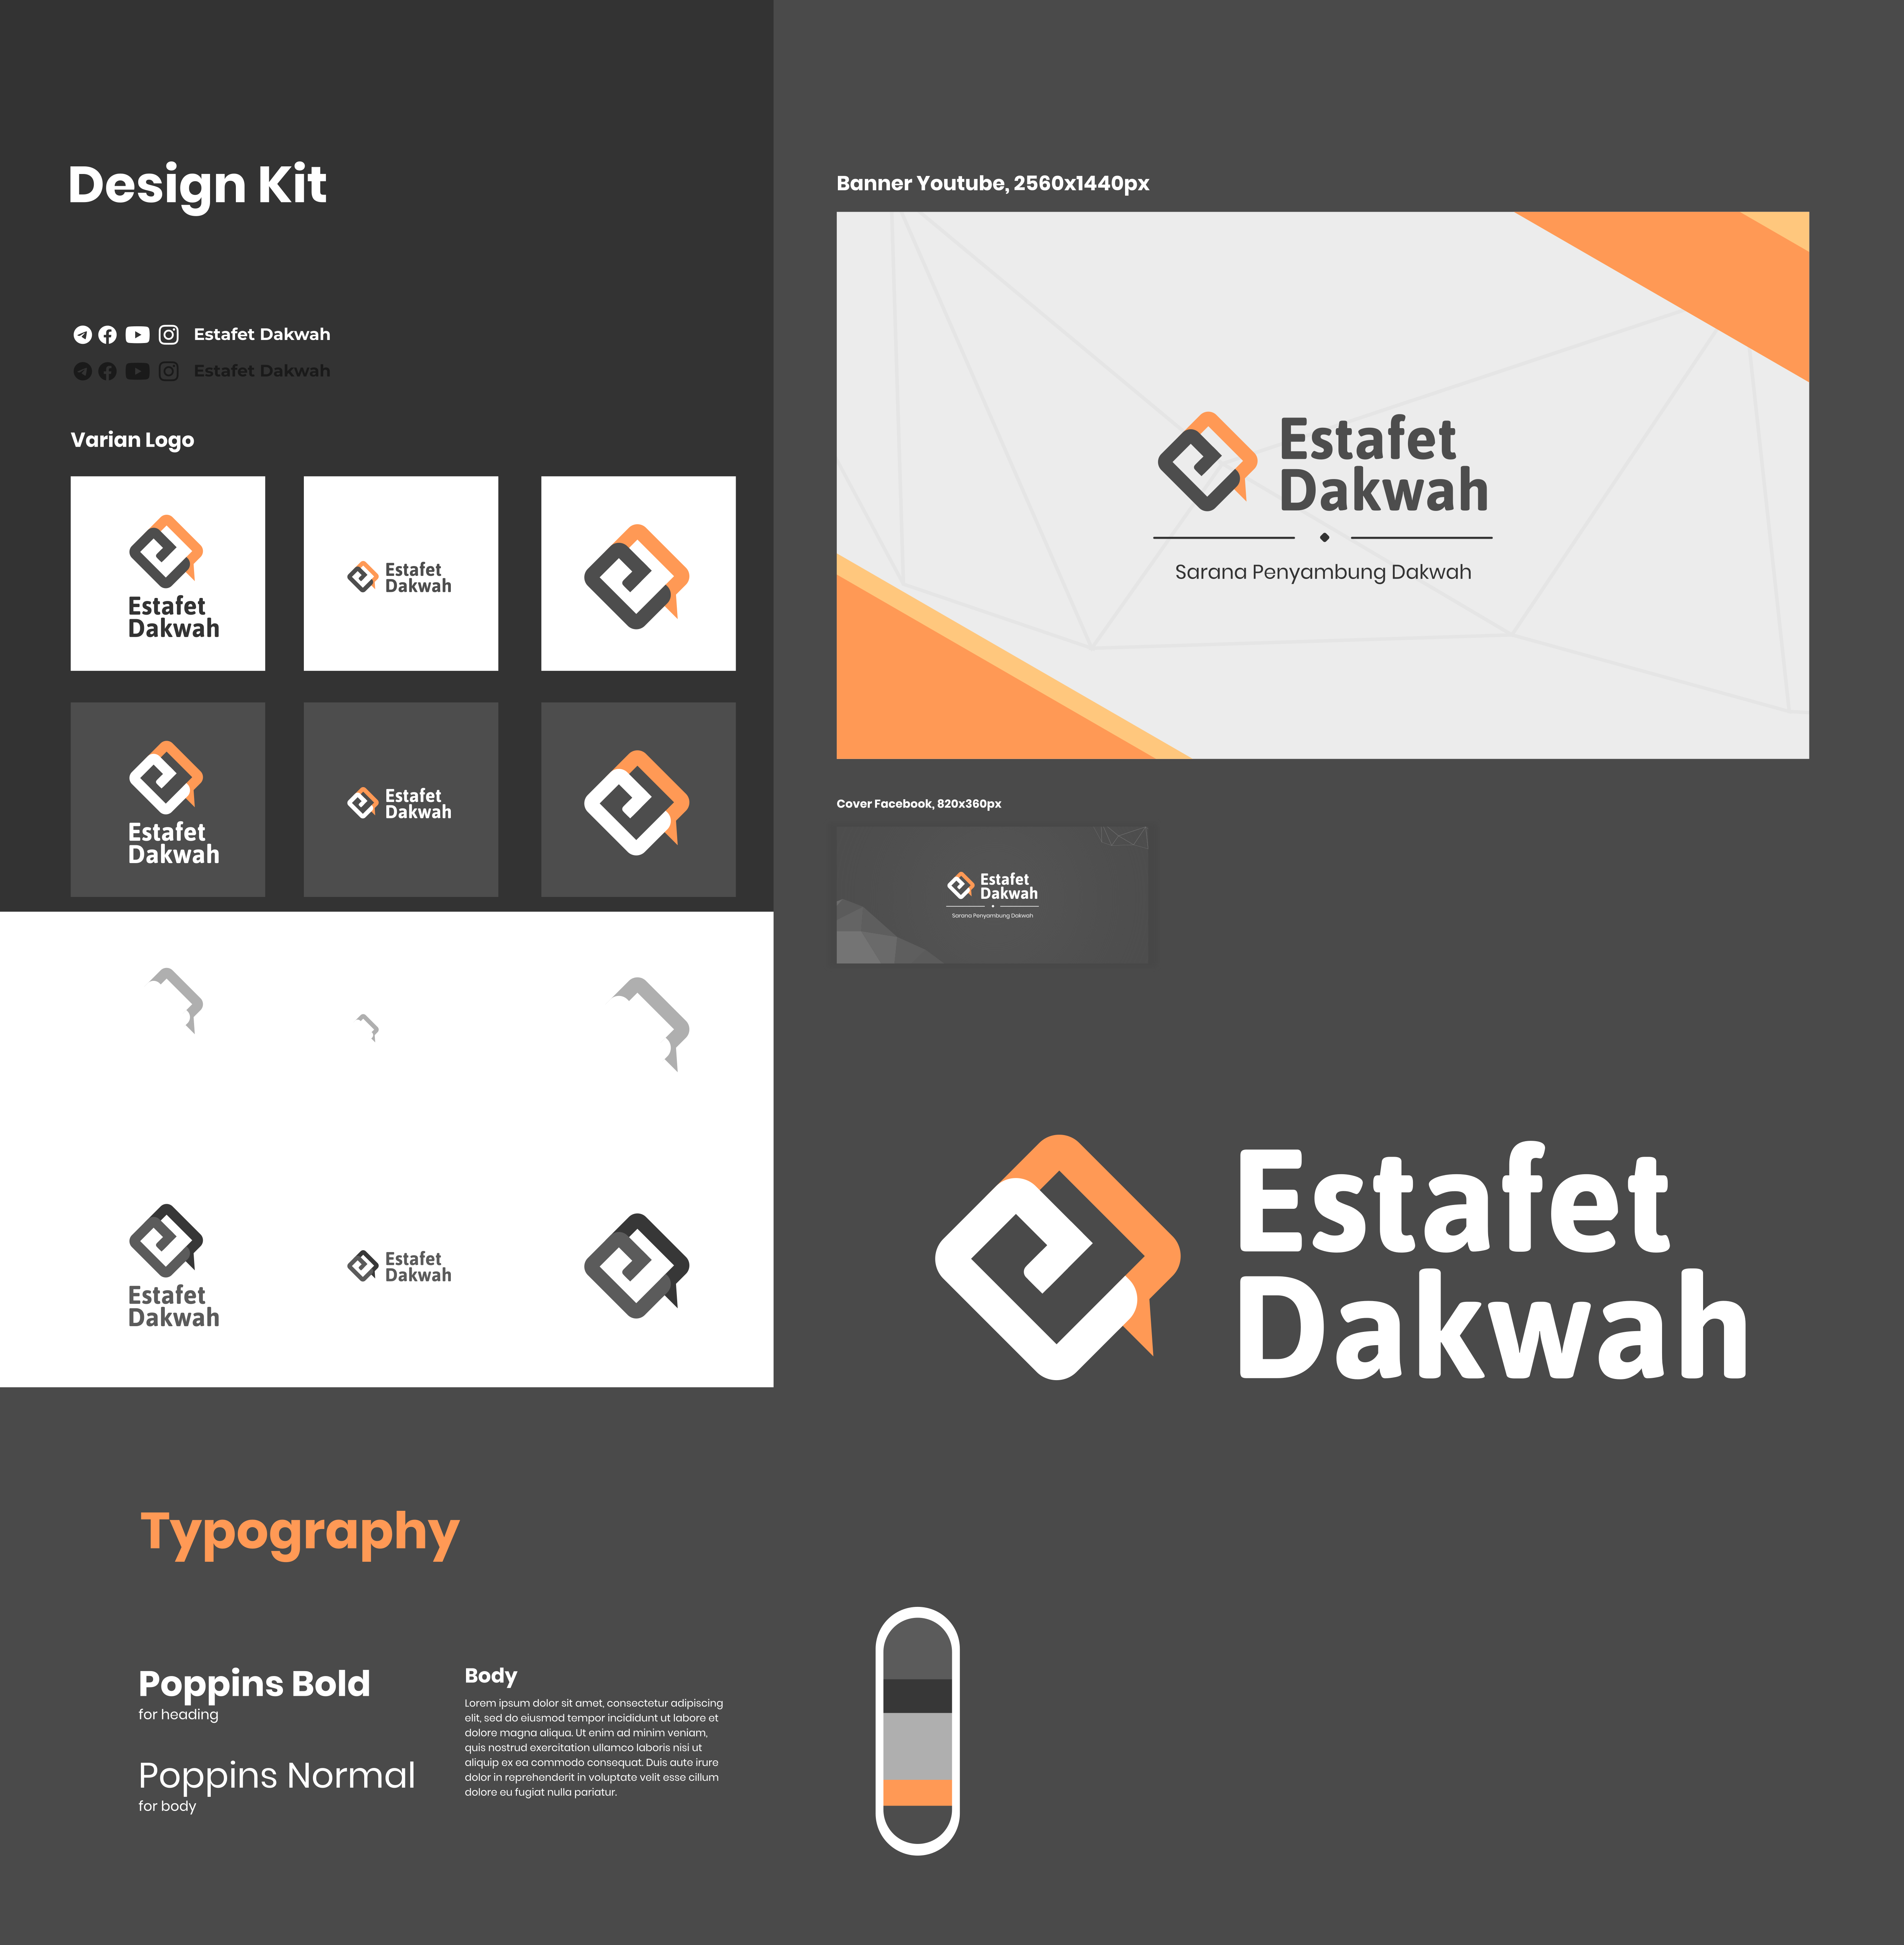 Design Kit
Estafet Dakwah
Estafet Dakwah
Varian Logo
Estafet
Dakwah
Estafet
Dakwah
Estafet
Dakwah
Estafet
Dakwah
Estafet
Dakwah
Estafet
Dakwah
Banner Youtube, 2560x1440px
Estafet
Dakwah
Sarana Penyambung Dakwah
Cover Facebook, 820x360px
Estafet
Dakwah
Sarana Penyambung Dakwah
Estafet
Dakwah
Typography
Poppins Bold
for heading
Poppins Normal
for body
Body
Lorem ipsum dolor sit amet, consectetur adipiscing
elit, sed do eiusmod tempor incididunt ut labore et
dolore magna aliqua. Ut enim ad minim veniam,
quis nostrud exercitation ullamco laboris nisi ut
aliquip ex ea commodo consequat. Duis aute irure
dolor in reprehenderit in voluptate velit esse cillum
dolore eu fugiat nulla pariatur.